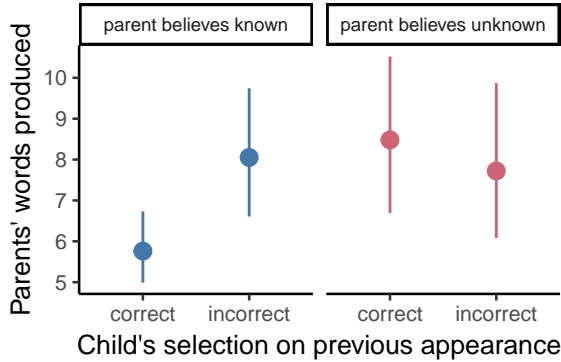 parent believes known
parent believes unknown
Parents' words produced
10
9
8
7
6
5
correct
incorrect
correct
incorrect
Child's selection on previous appearance